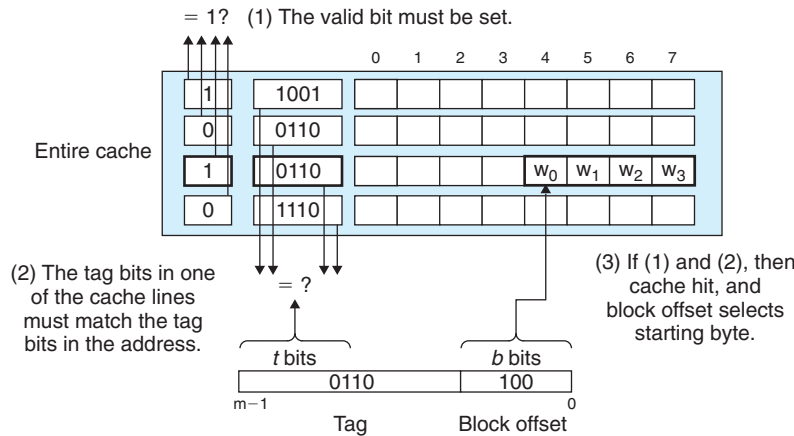 = 1? (1) The valid bit must be set.
0 1 2 3 4 5 6 7
Entire cache
1 1001
0 0110
1 0110 w0 w1 w2 w3
0 1110
(2) The tag bits in one
of the cache lines
must match the tag
bits in the address.
= ?
(3) If (1) and (2), then
cache hit, and
block offset selects
starting byte.
t bits b bits
0110 100
m−1 0
Tag Block offset